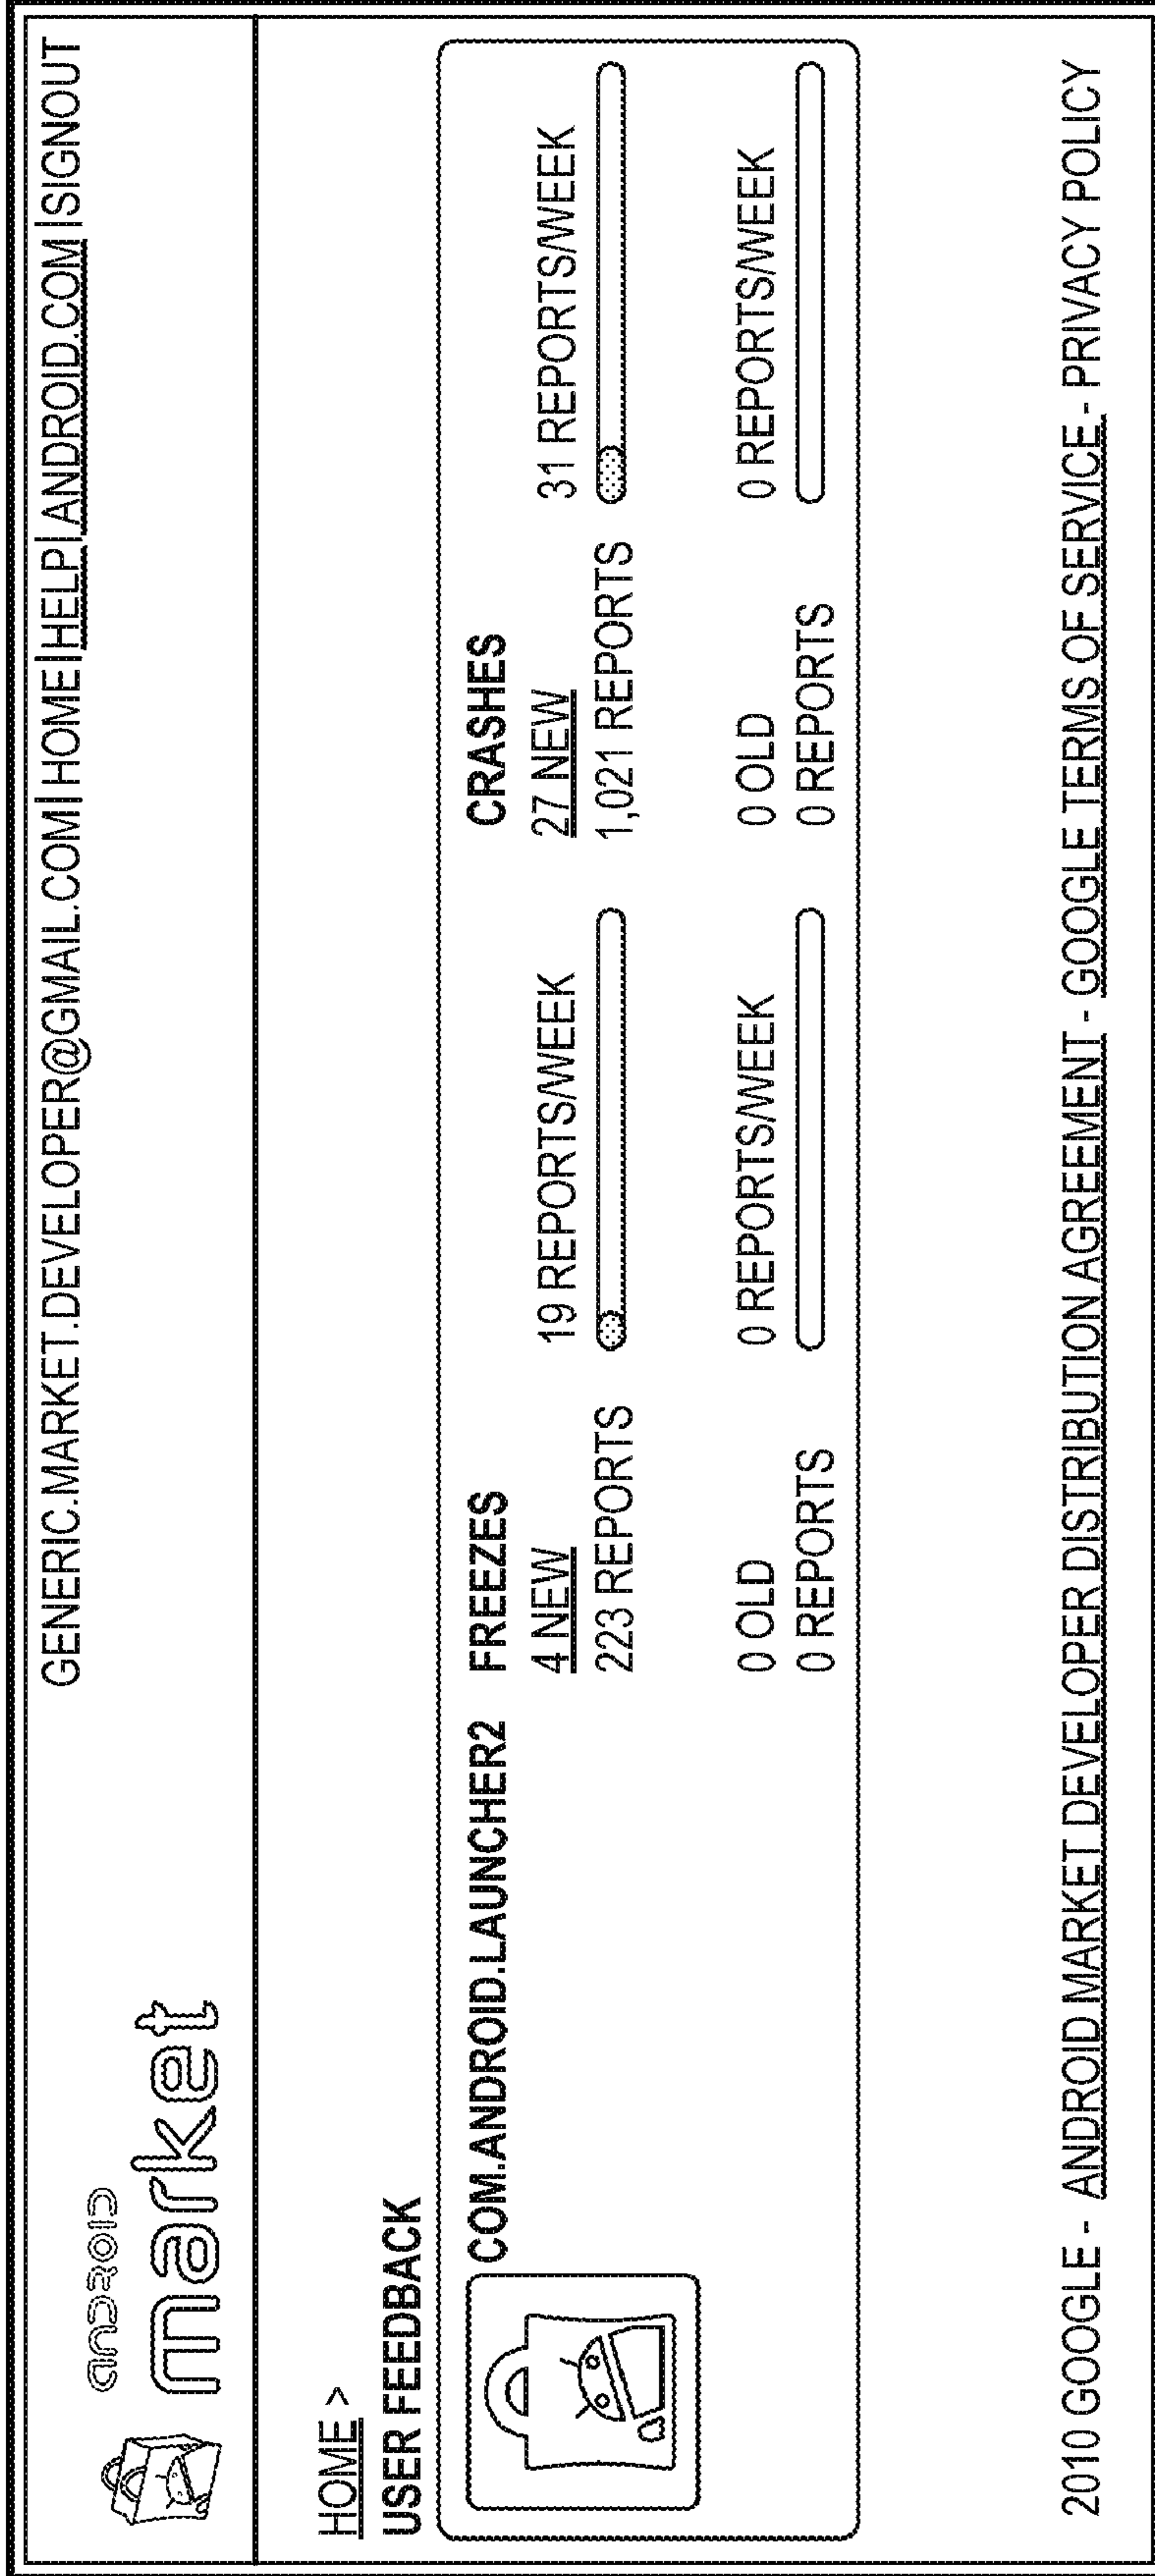 GENERIC.MARKET.DEVELOPER@GMAIL.COM|HOME|HELP|ANDROID.COM|SIGNOUT
ANDROID
market
HOME >
USER FEEDBACK
COM.ANDROID.LAUNCHER2 FREEZES CRASHES
4 NEW 19 REPORTS/WEEK 27 NEW 31 REPORTS/WEEK
223 REPORTS 1,021 REPORTS
0 OLD 0 REPORTS/WEEK 0 OLD 0 REPORTS/WEEK
0 REPORTS 0 REPORTS
2010 GOOGLE - ANDROID MARKET DEVELOPER DISTRIBUTION AGREEMENT - GOOGLE TERMS OF SERVICE - PRIVACY POLICY